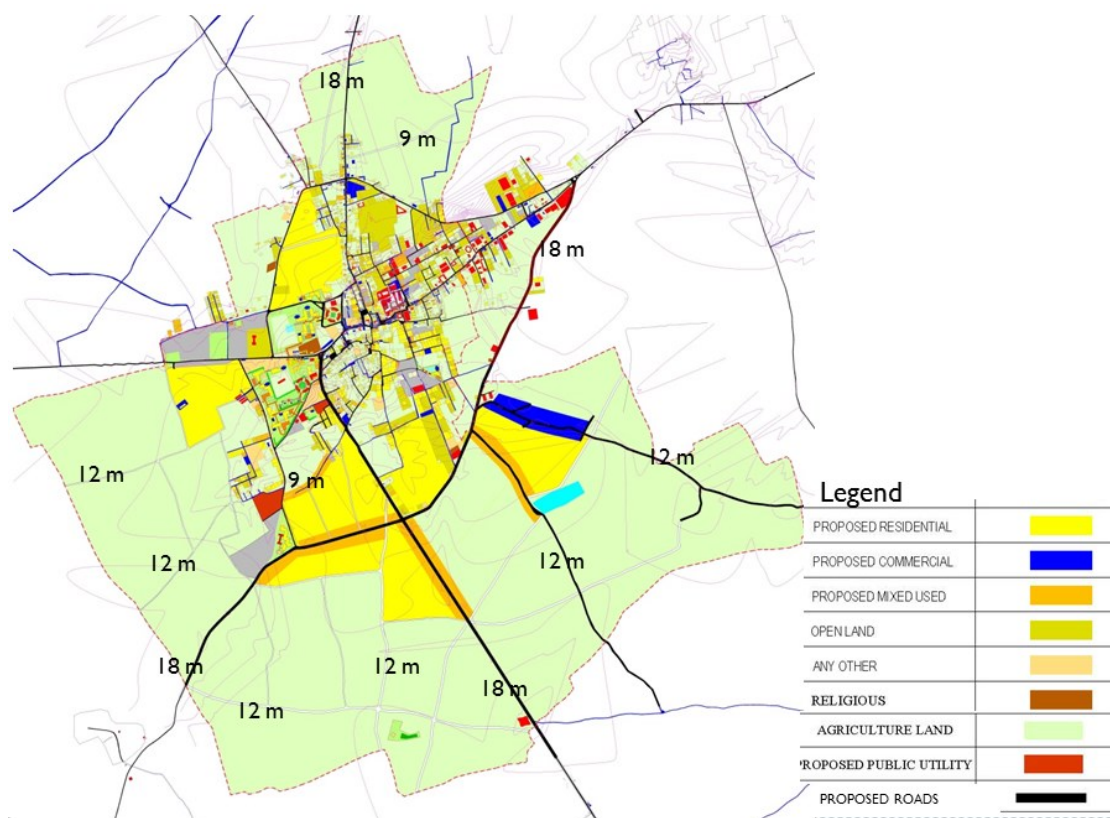 18 m
9 m
18 m
12 m
12 m
9 m
12 m
12 m
18 m
12 m
18 m
12 m
Legend
PROPOSED RESIDENTIAL
PROPOSED COMMERCIAL
PROPOSED MIXED USED
OPEN LAND
ANY OTHER
RELIGIOUS
AGRICULTURE LAND
PROPOSED PUBLIC UTILITY
PROPOSED ROADS